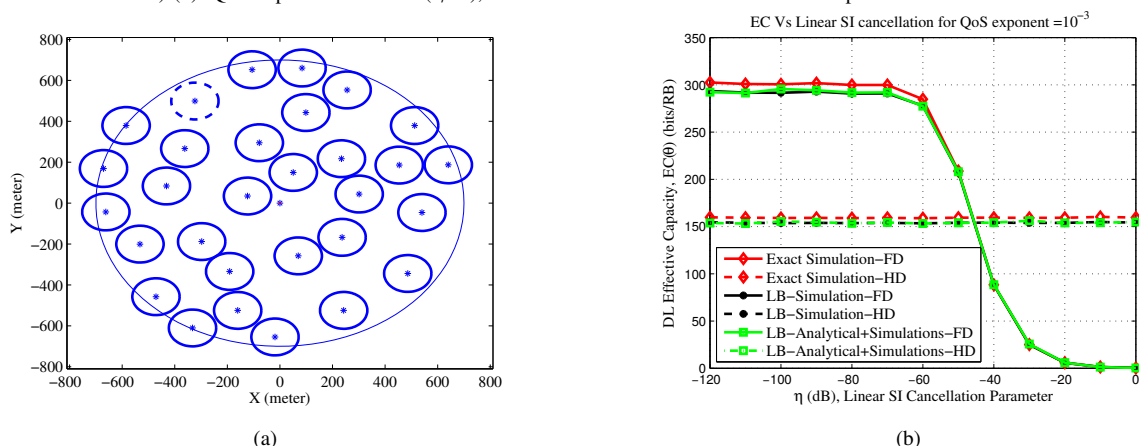 EC Vs Linear SI cancellation for QoS exponent =10⁻³
800
600
400
200
0
−200
−400
−600
−800
Y (meter)
−800
−600
−400
−200
0
200
400
600
800
X (meter)
(a)
350
300
250
200
150
100
50
0
DL Effective Capacity, EC(θ) (bits/RB)
Exact Simulation−FD
Exact Simulation−HD
LB−Simulation−FD
LB−Simulation−HD
LB−Analytical+Simulations−FD
LB−Analytical+Simulations−HD
−120
−100
−80
−60
−40
−20
0
η (dB), Linear SI Cancellation Parameter
(b)